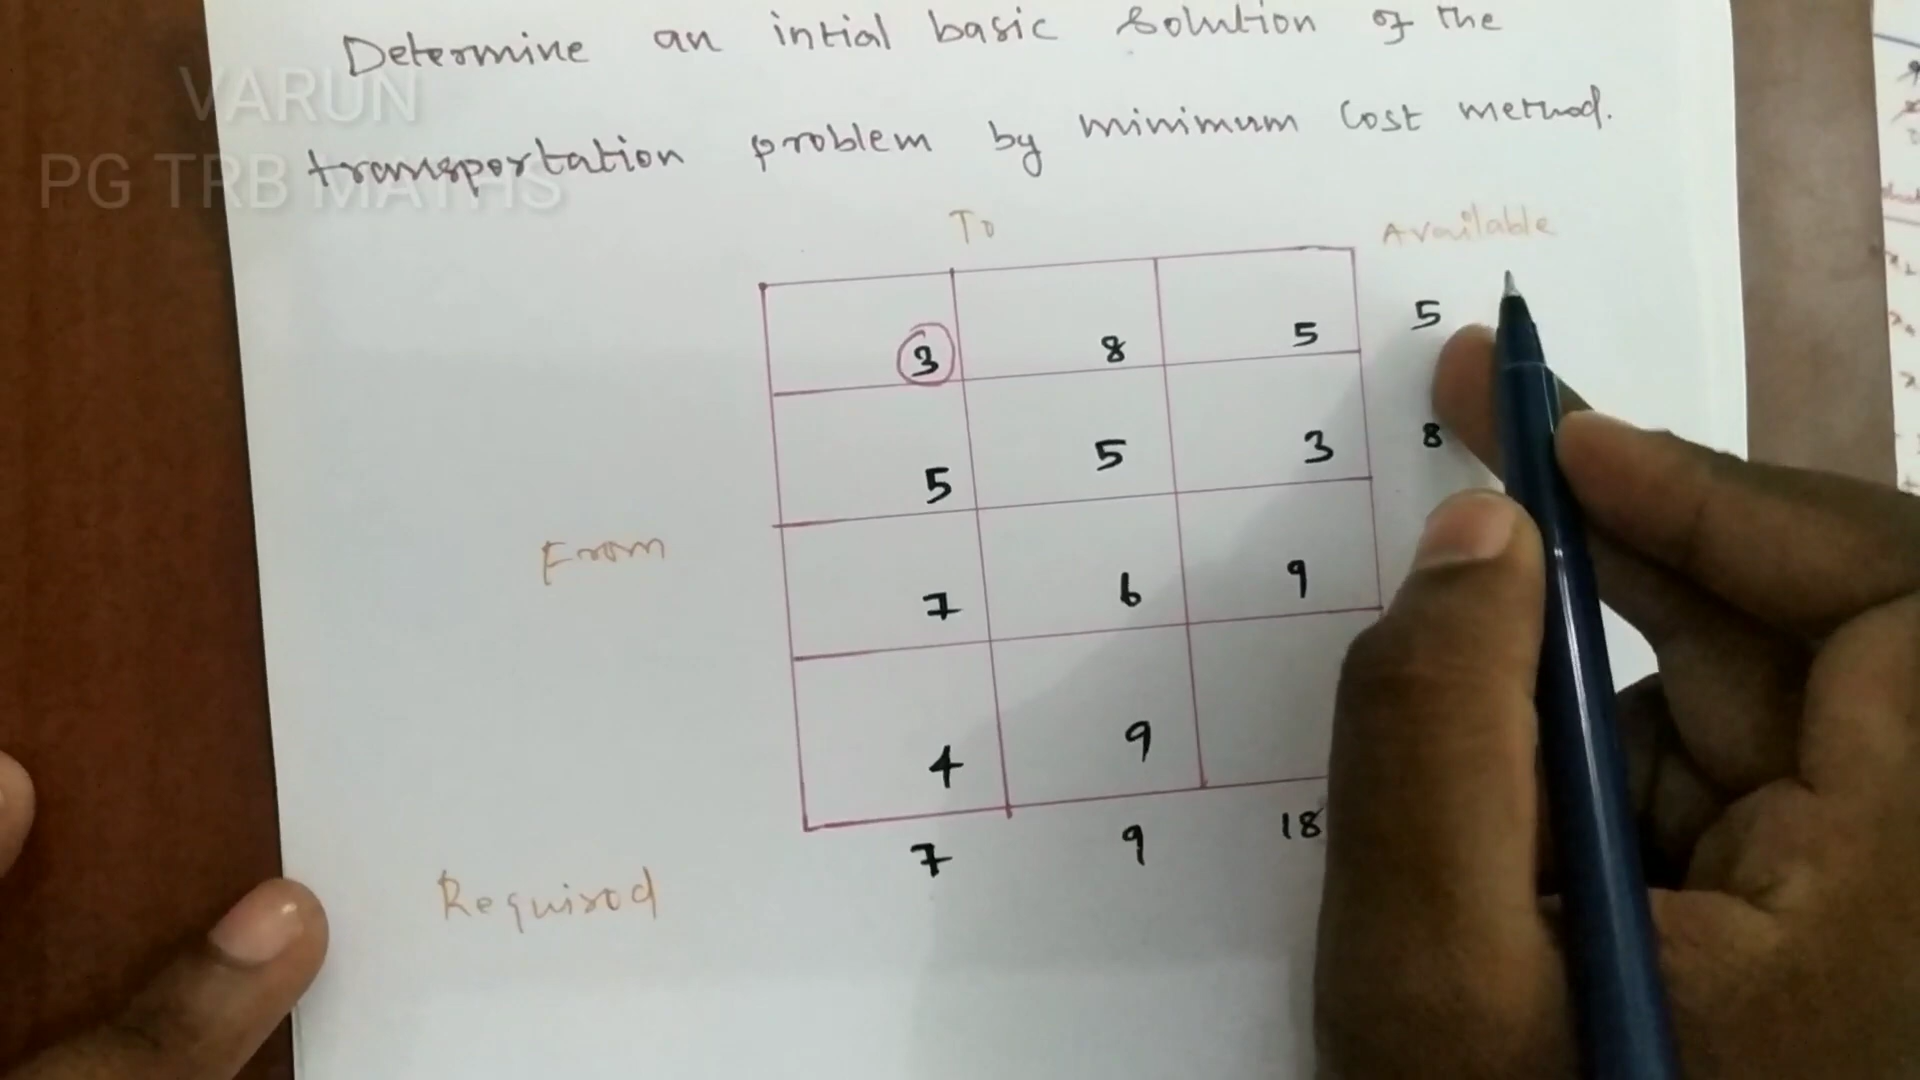 Determine an intial basic solution of the
VARUN
transportation problem by minimum cost method.
PG TRB MATHS
To Available
3 8 5 5
5 5 3 8
From
7 6 9
4 9
7 9 18
Required